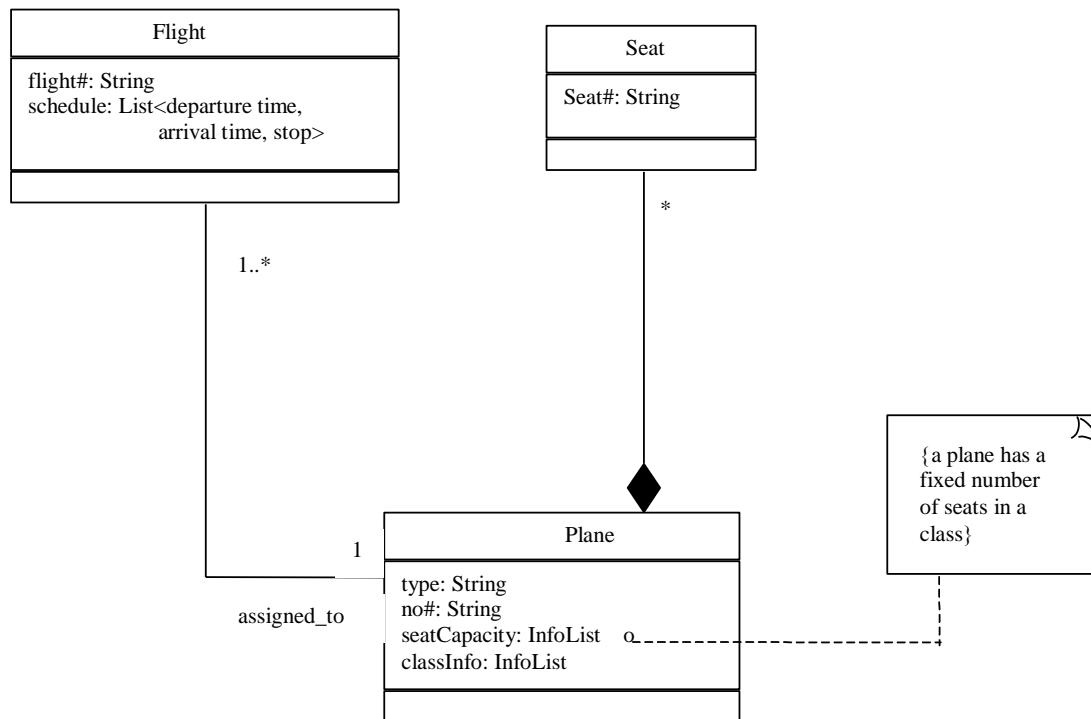 Flight
flight#: String
schedule: List<departure time,
arrival time, stop>
Seat
Seat#: String
*
1..*
{a plane has a
fixed number
of seats in a
class}
1
assigned_to
Plane
type: String
no#: String
seatCapacity: InfoList o
classInfo: InfoList